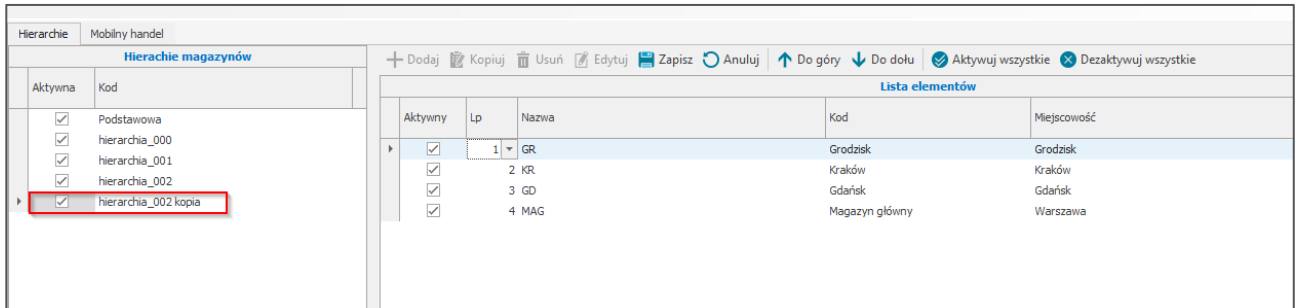 Hierarchie Mobilny handel
Hierachie magazynów
Aktywna Kod
Podstawowa
hierarchia_000
hierarchia_001
hierarchia_002
hierarchia_002 kopia
Dodaj Kopiuj Usuń Edytuj Zapisz Anuluj Do góry Do dołu Aktywuj wszystkie Dezaktywuj wszystkie
Lista elementów
Aktywny Lp Nazwa Kod Miejscowość
1 GR Grodzisk Grodzisk
2 KR Kraków Kraków
3 GD Gdańsk Gdańsk
4 MAG Magazyn główny Warszawa